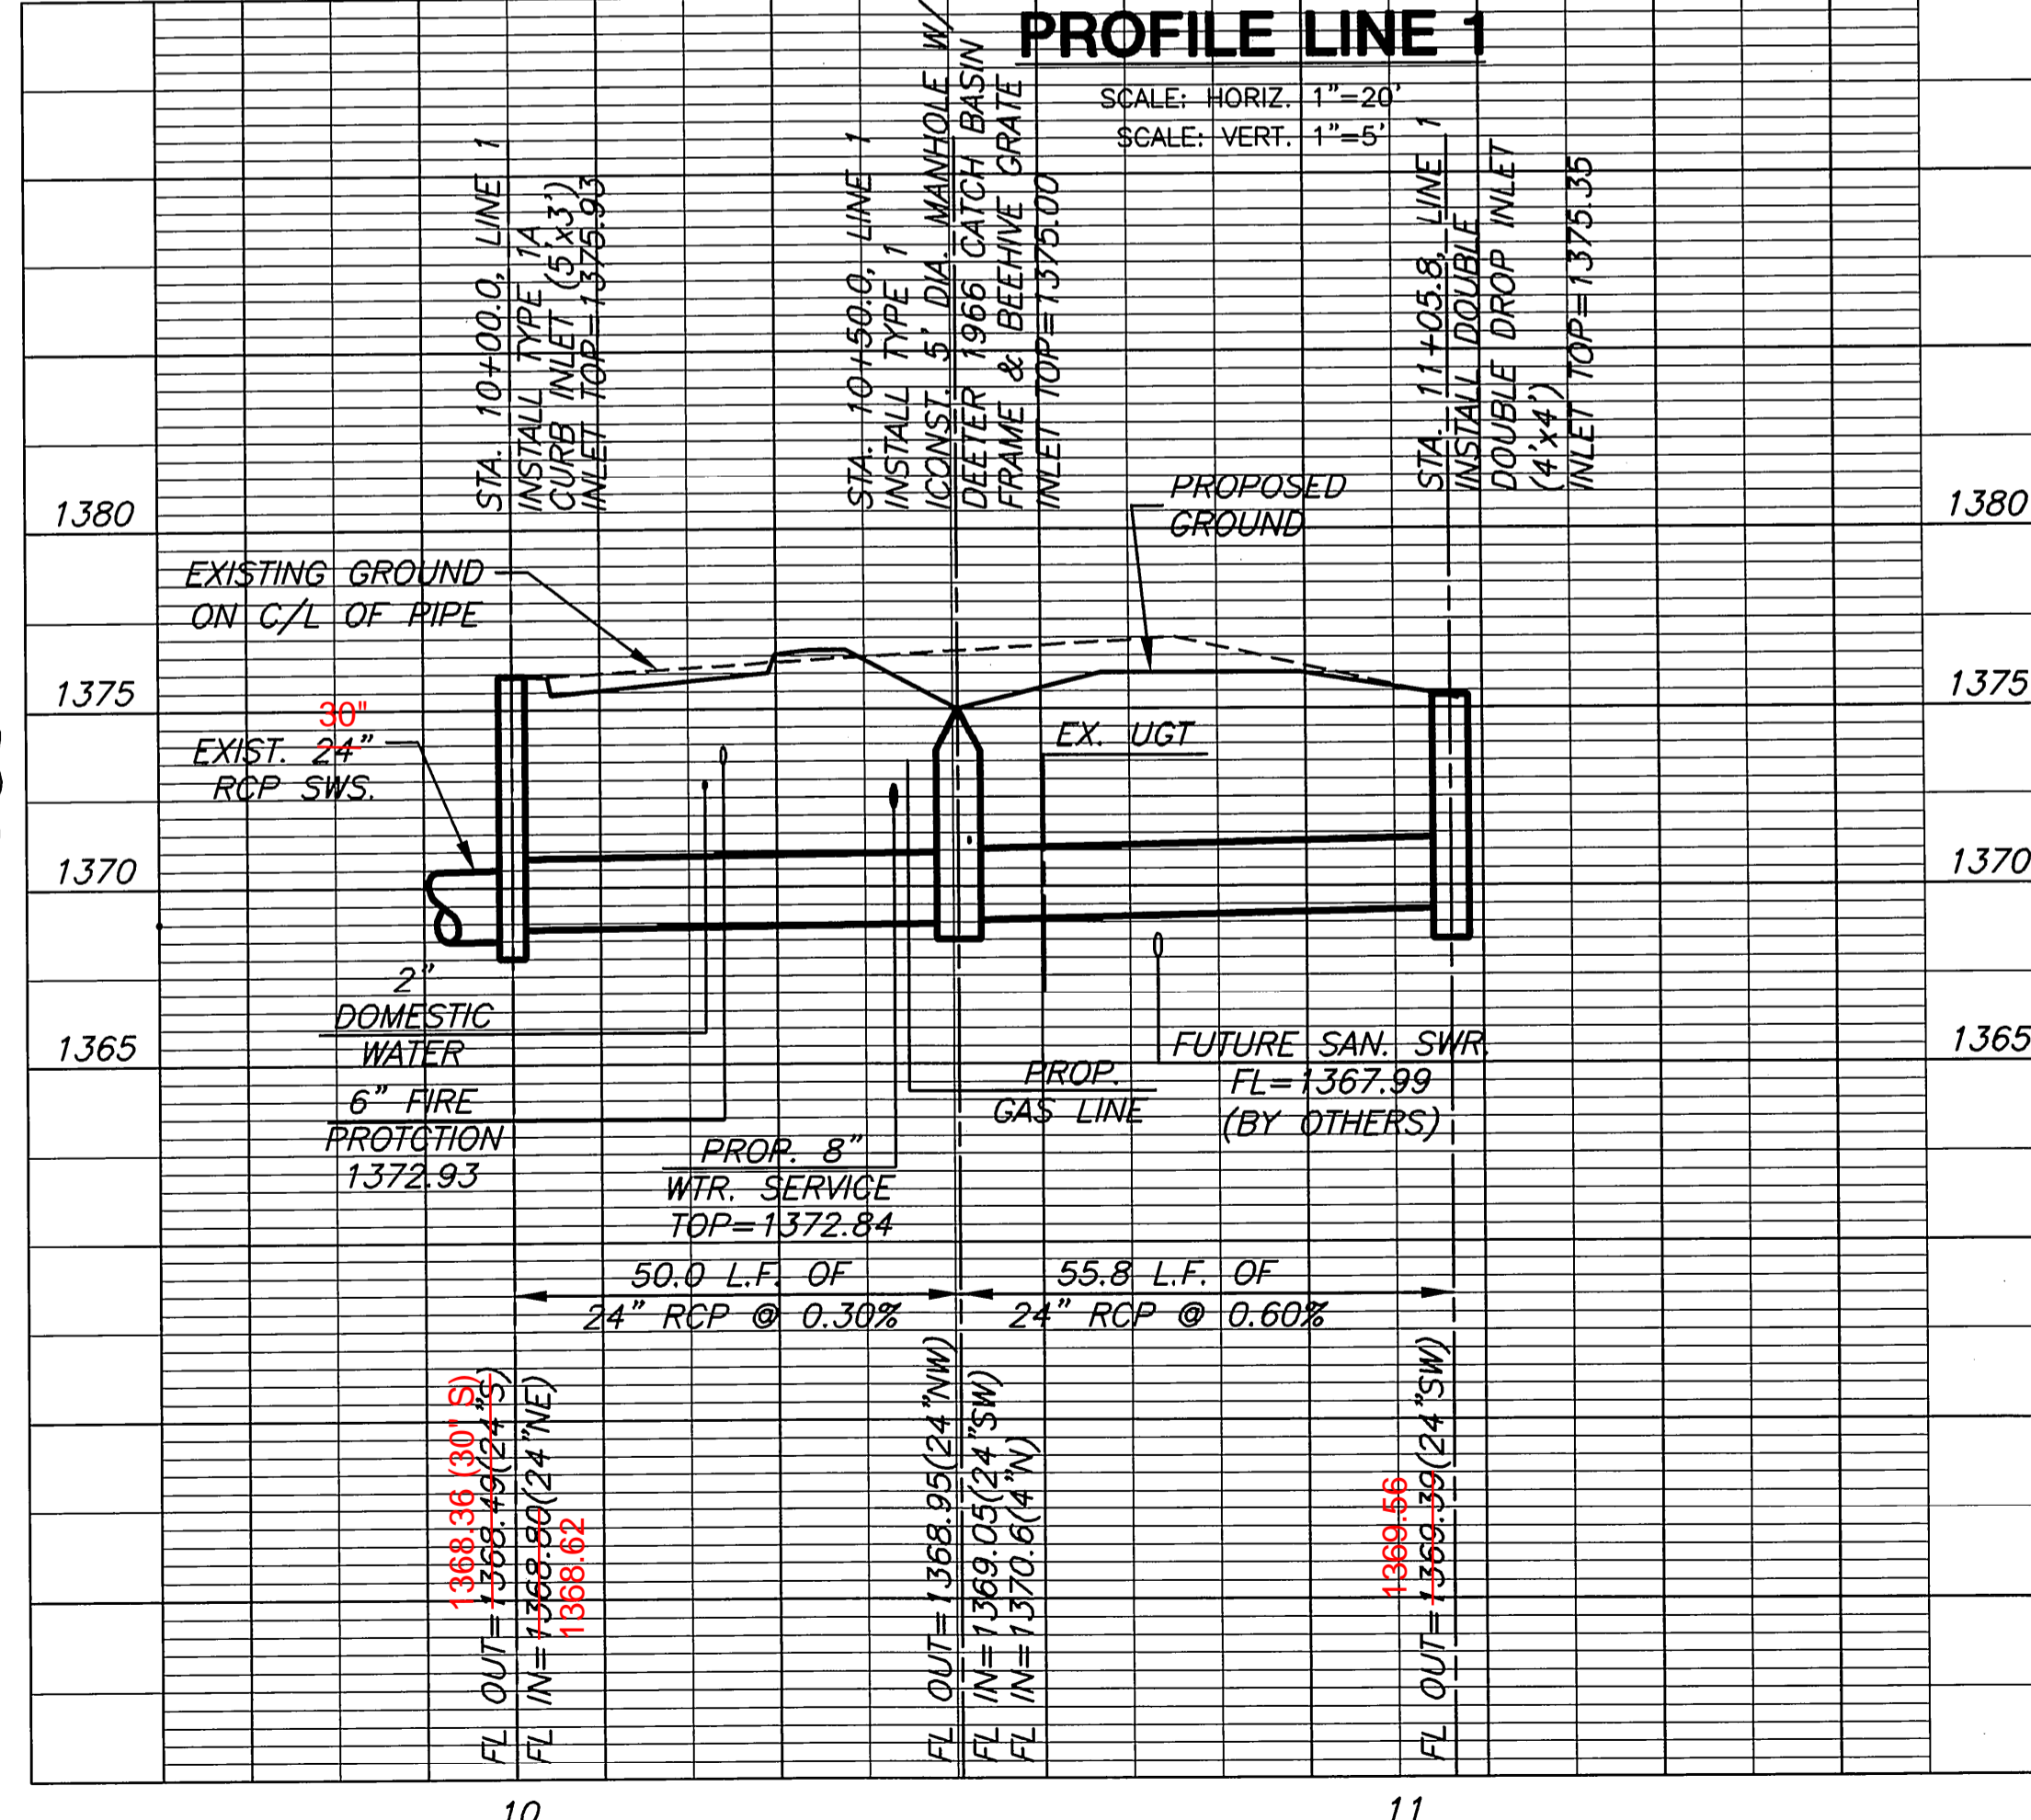 PROFILE LINE 1
SCALE: HORIZ. 1"=20'
SCALE: VERT. 1"=5'
STA. 10+00.0, LINE 1
INSTALL TYPE 1A
CURB INLET (5'x3')
INLET TOP=1375.93
STA. 10+50.0, LINE 1
INSTALL TYPE 1
ICONST. 5' DIA. MANHOLE W/
DEETER 1966 CATCH BASIN
FRAME & BEEHIVE GRATE
INLET TOP=1375.00
STA. 11+05.8, LINE 1
INSTALL DOUBLE
DOUBLE DROP INLET
(4'x4')
INLET TOP=1375.35
1380
1380
PROPOSED
GROUND
EXISTING GROUND
ON C/L OF PIPE
1375
1375
30"
EXIST. 24"
RCP SWS.
EX. UGT
1370
1370
2"
DOMESTIC
WATER
1365
1365
6" FIRE
PROTCTION
1372.93
PROP. 8"
WTR. SERVICE
TOP=1372.84
PROP.
GAS LINE
FUTURE SAN. SWR.
FL=1367.99
(BY OTHERS)
50.0 L.F. OF
24" RCP @ 0.30%
55.8 L.F. OF
24" RCP @ 0.60%
1368.36 (30" S)
FL OUT=1368.49(24"S)
FL IN=1368.80(24"NE)
1368.62
FL OUT=1368.95(24"NW)
FL IN=1369.05(24"SW)
FL IN=1370.6(4"N)
1369.56
FL OUT=1369.39(24"SW)
10
11